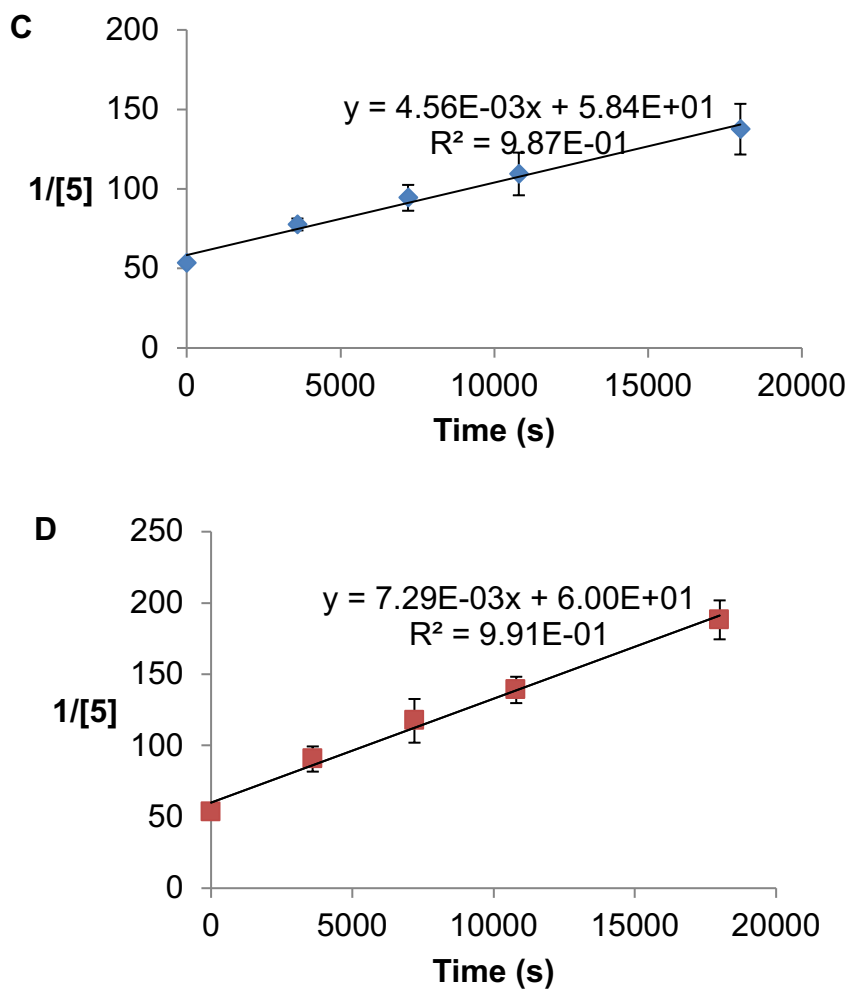 C
200
150
100
50
0
y = 4.56E-03x + 5.84E+01
R² = 9.87E-01
1/[5]
0 5000 10000 15000 20000
Time (s)
D
250
200
150
100
50
0
y = 7.29E-03x + 6.00E+01
R² = 9.91E-01
1/[5]
0 5000 10000 15000 20000
Time (s)